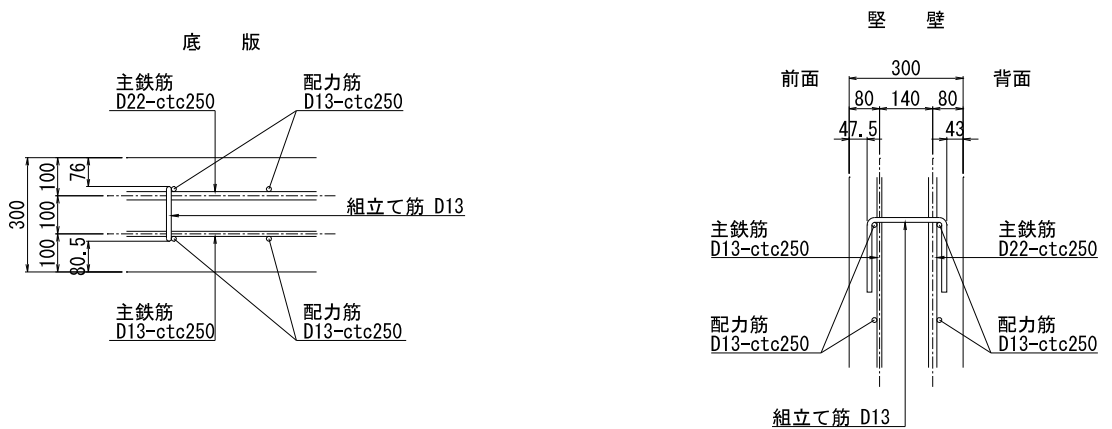 底 版
主鉄筋
D22-ctc250
配力筋
D13-ctc250
300
100
100
100
76
80.5
組立て筋 D13
主鉄筋
D13-ctc250
配力筋
D13-ctc250
竪 壁
前面
300
背面
80
140
80
47.5
43
主鉄筋
D13-ctc250
主鉄筋
D22-ctc250
配力筋
D13-ctc250
配力筋
D13-ctc250
組立て筋 D13